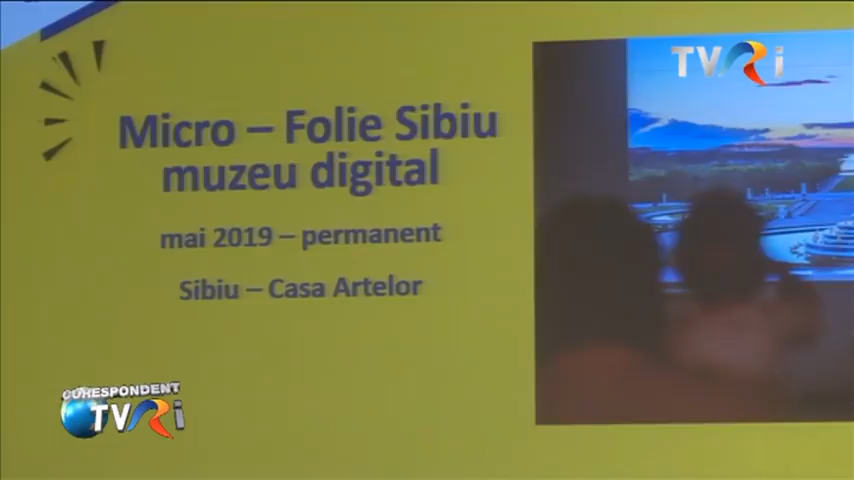 TVRi
Micro – Folie Sibiu
muzeu digital
mai 2019 – permanent
Sibiu – Casa Artelor
CORESPONDENT
TVRi